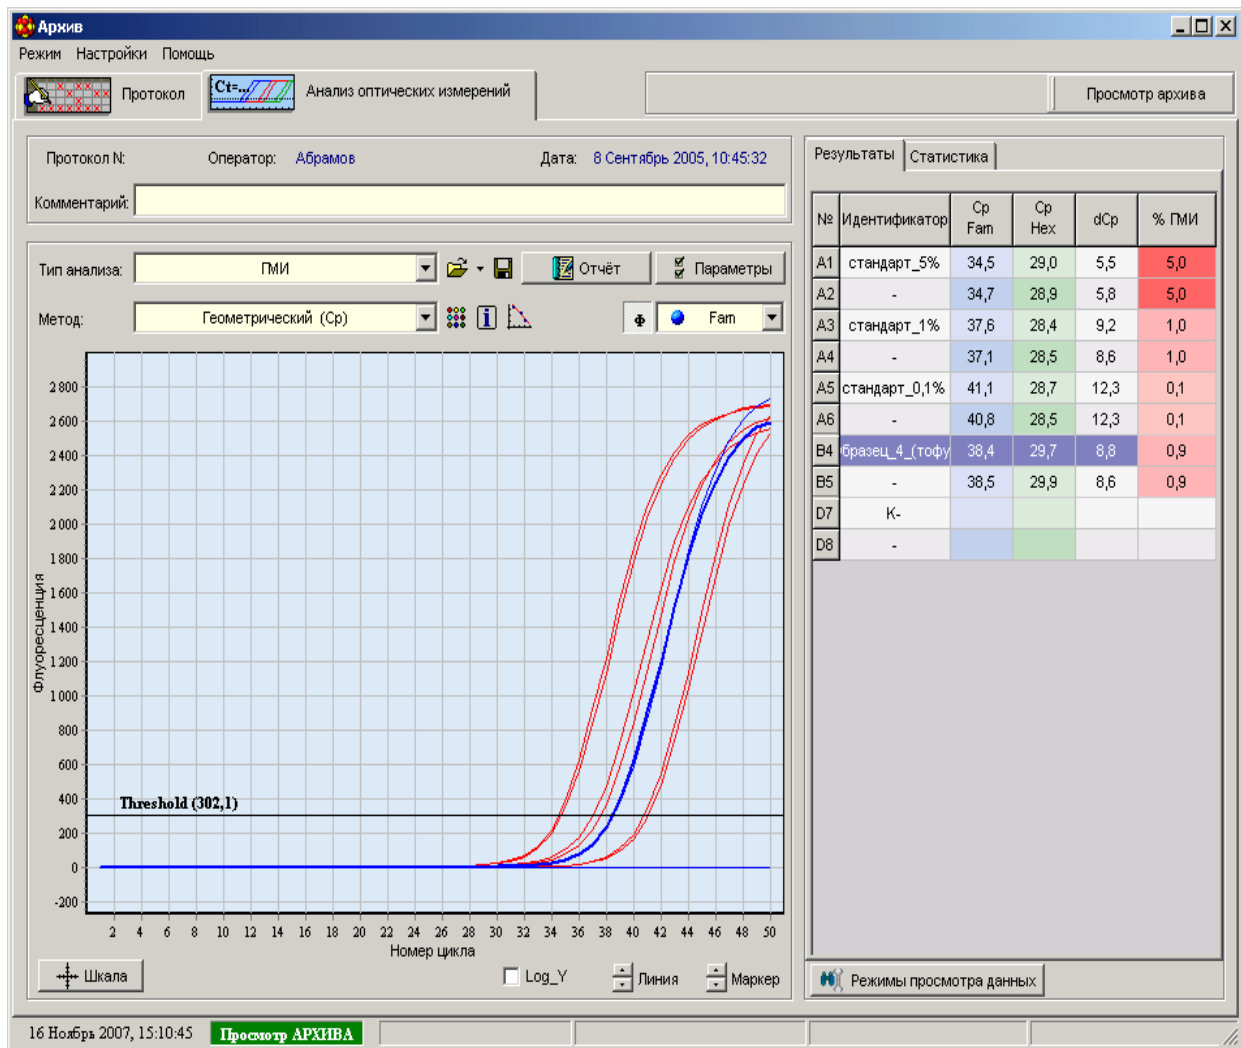 Архив
Режим Настройки Помощь
Протокол
Ct=...
Анализ оптических измерений
Просмотр архива
Протокол N: Оператор: Абрамов Дата: 8 Сентябрь 2005, 10:45:32
Комментарий:
Тип анализа: ГМИ Отчёт Параметры
Метод: Геометрический (Cp) Ф Fam
2 800
2 600
2 400
2 200
2 000
1 800
1 600
1 400
1 200
1 000
800
600
400
200
0
-200
Флуоресценция
Threshold (302,1)
2 4 6 8 10 12 14 16 18 20 22 24 26 28 30 32 34 36 38 40 42 44 46 48 50
Номер цикла
Шкала
Log_Y Линия Маркер
Результаты Статистика
№ Идентификатор Cp Fam Cp Hex dCp % ГМИ
A1 стандарт_5% 34,5 29,0 5,5 5,0
A2 - 34,7 28,9 5,8 5,0
A3 стандарт_1% 37,6 28,4 9,2 1,0
A4 - 37,1 28,5 8,6 1,0
A5 стандарт_0,1% 41,1 28,7 12,3 0,1
A6 - 40,8 28,5 12,3 0,1
B4 бразец_4_(тофу 38,4 29,7 8,8 0,9
B5 - 38,5 29,9 8,6 0,9
D7 K-
D8 -
Режимы просмотра данных
16 Ноябрь 2007, 15:10:45 Просмотр АРХИВА